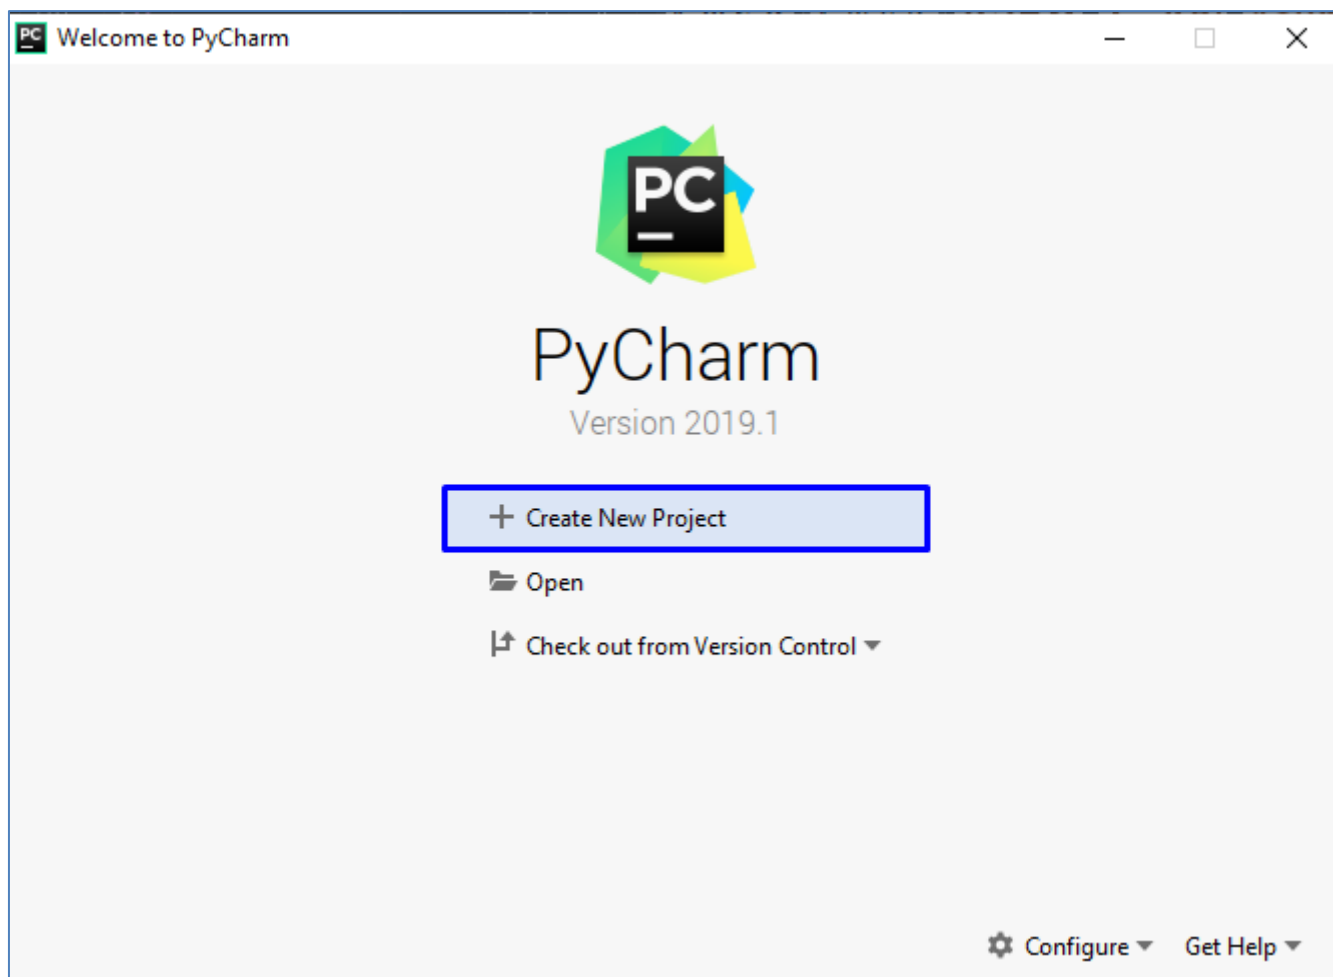 PC Welcome to PyCharm
PC
PyCharm
Version 2019.1
Create New Project
Open
Check out from Version Control
Configure Get Help